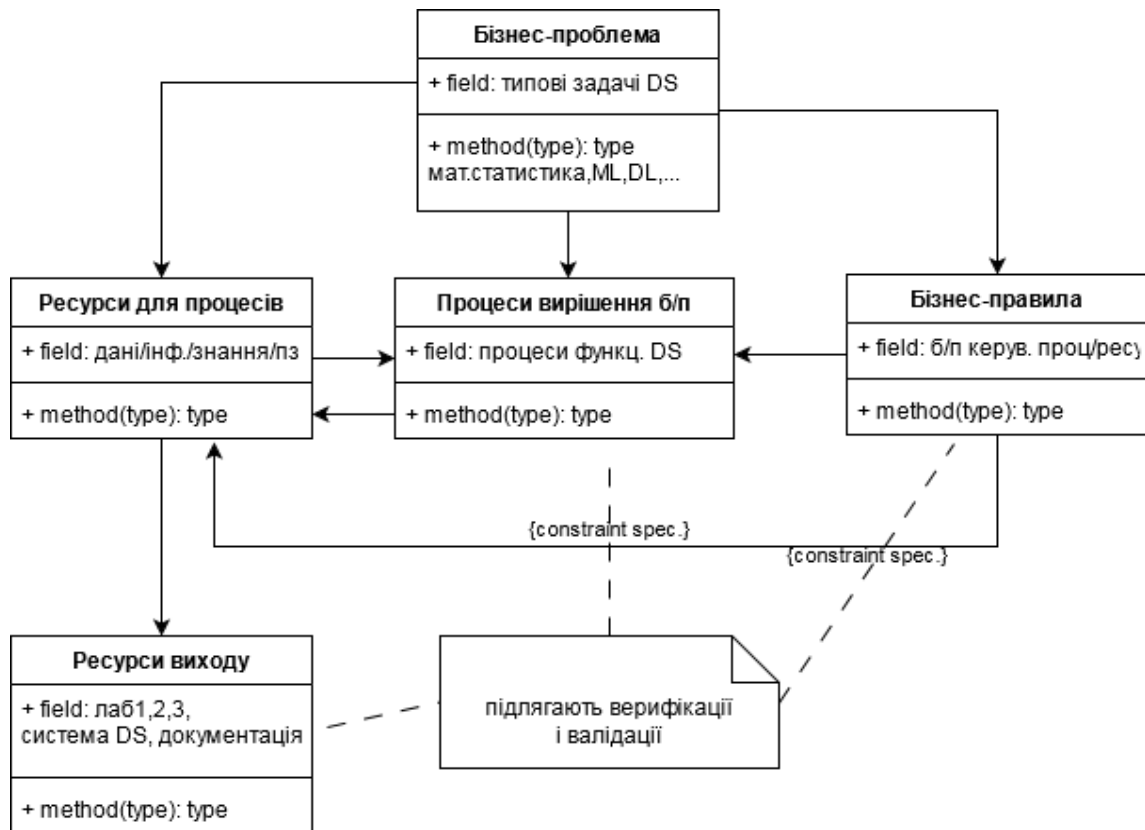 Бізнес-проблема
+ field: типові задачі DS
+ method(type): type
мат.статистика,ML,DL,...
Ресурси для процесів
+ field: дані/інф./знання/пз
+ method(type): type
Процеси вирішення б/п
+ field: процеси функц. DS
+ method(type): type
Бізнес-правила
+ field: б/п керув. проц/ресу
+ method(type): type
{constraint spec.}
{constraint spec.}
Ресурси виходу
+ field: лаб1,2,3,
система DS, документація
+ method(type): type
підлягають верифікації
і валідації